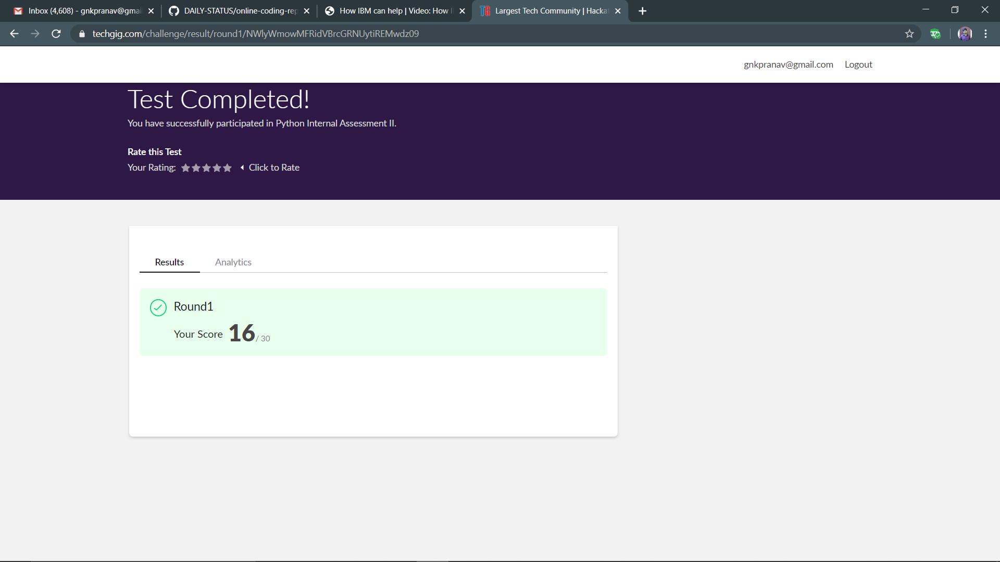 Inbox (4,608) - gnkpranav@gmai
DAILY-STATUS/online-coding-rep
How IBM can help | Video: How I
TG Largest Tech Community | Hackat
techgig.com/challenge/result/round1/NWlyWmowMFRidVBrcGRNUytiREMwdz09
gnkpranav@gmail.com Logout
Test Completed!
You have successfully participated in Python Internal Assessment II.
Rate this Test
Your Rating: Click to Rate
Results Analytics
Round1
Your Score 16 / 30